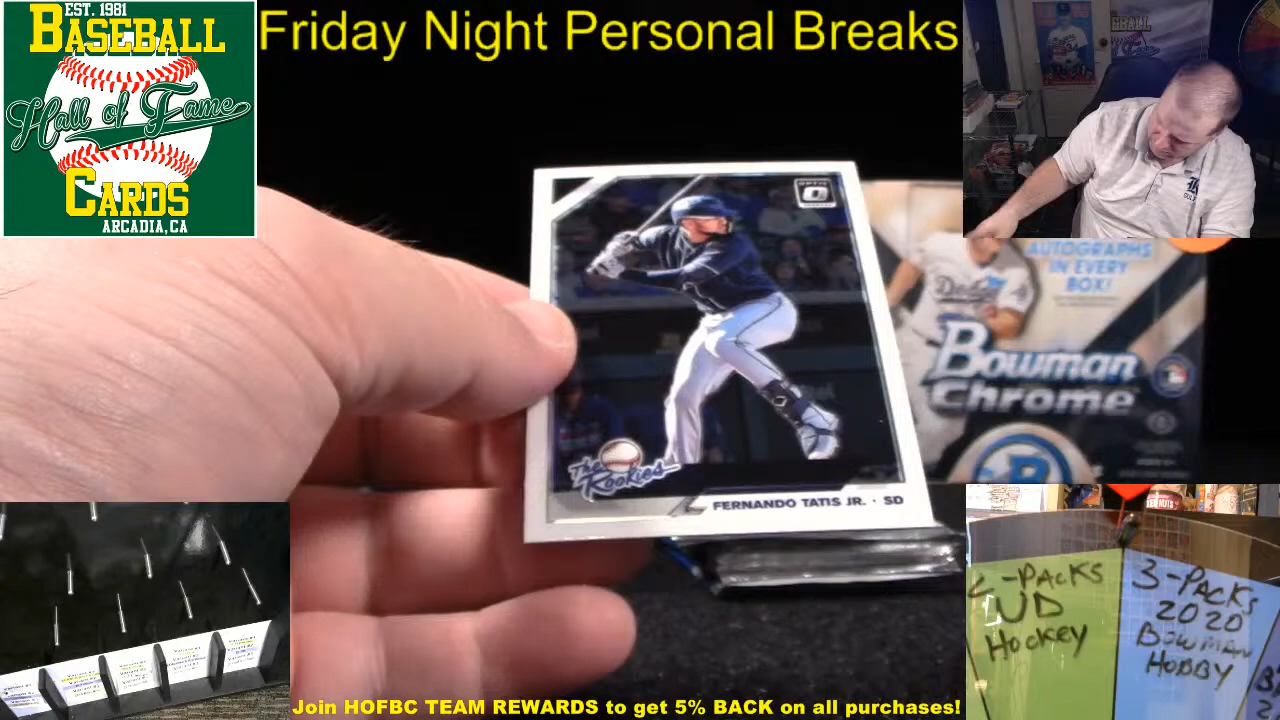 EST. 1981
BASEBALL
Hall of Fame
CARDS
ARCADIA, CA
Friday Night Personal Breaks
OPTIC
The Rookies
FERNANDO TATIS JR. · SD
AUTOGRAPHS
IN EVERY
BOX!
Dodgers
Bowman
Chrome
B
2-PACKS
UD
HOCKEY
3-PACKS
2020
BOWMAN
HOBBY
Join HOFBC TEAM REWARDS to get 5% BACK on all purchases!